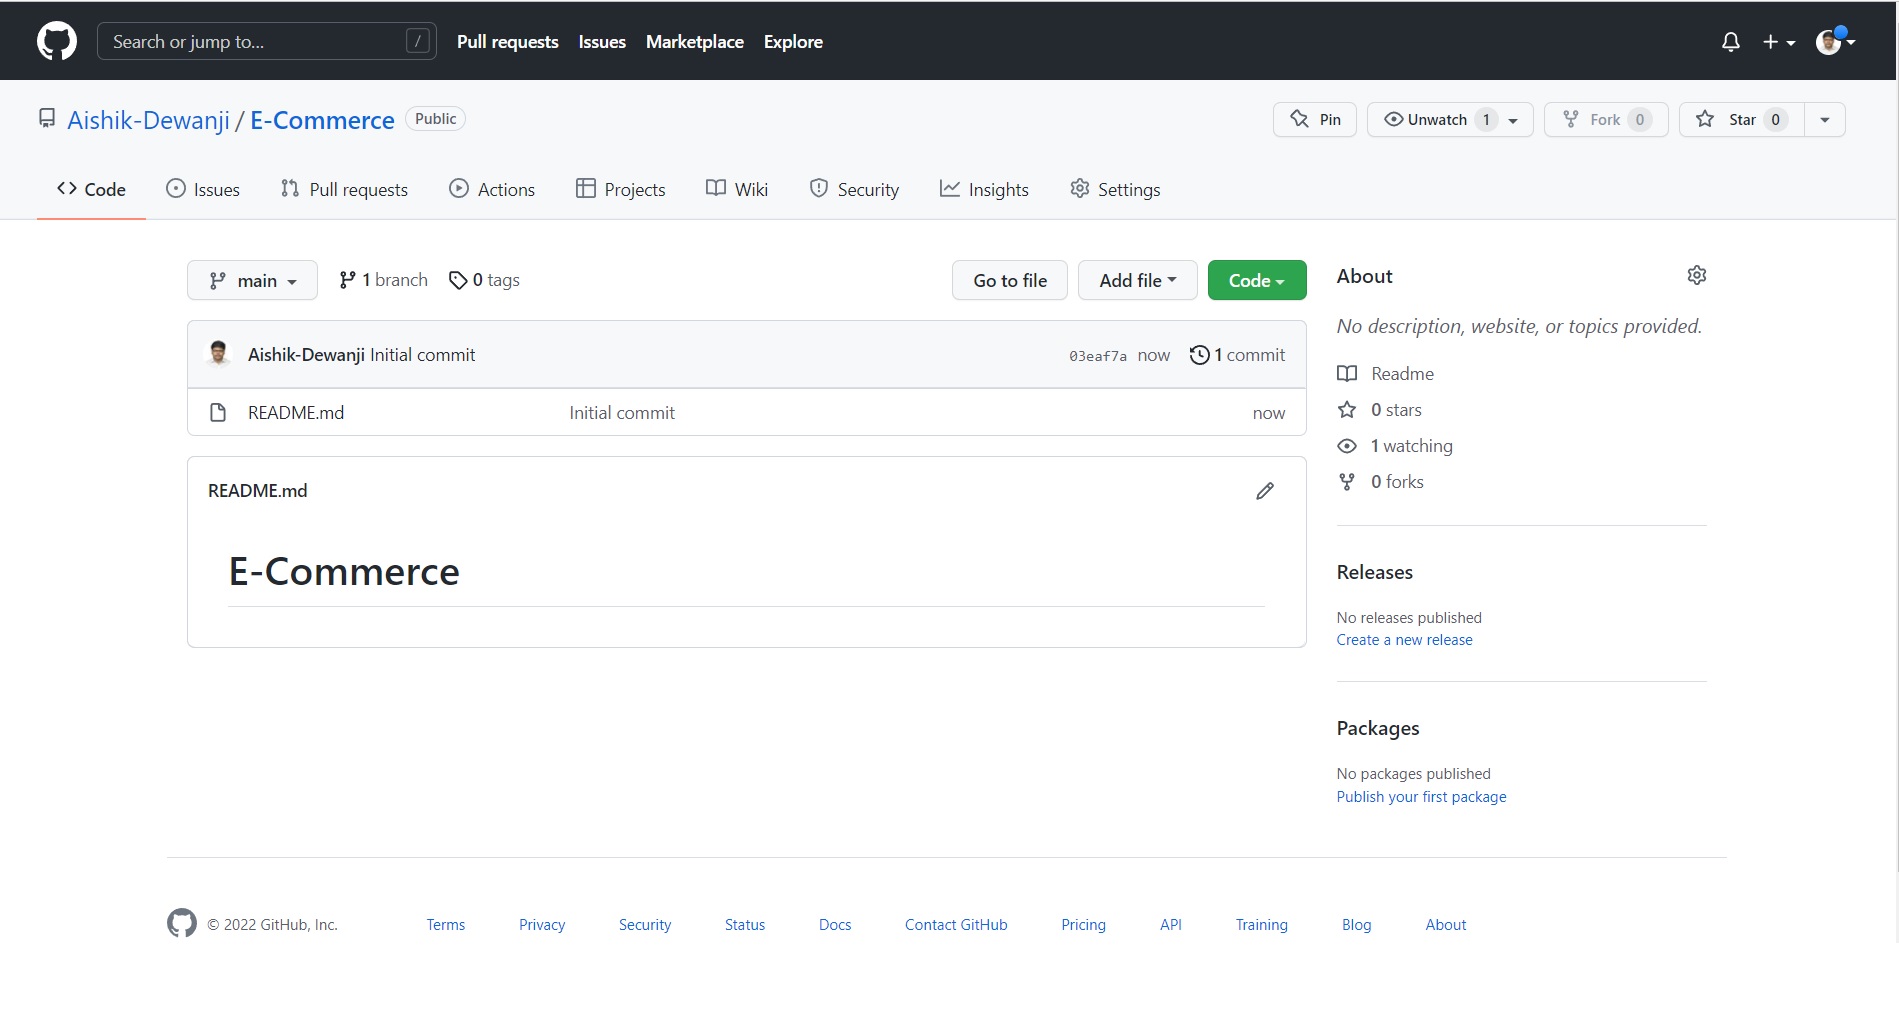 Search or jump to... / Pull requests Issues Marketplace Explore
Aishik-Dewanji / E-Commerce Public Pin Unwatch 1 Fork 0 Star 0
Code Issues Pull requests Actions Projects Wiki Security Insights Settings
main 1 branch 0 tags Go to file Add file Code
Aishik-Dewanji Initial commit 03eaf7a now 1 commit
README.md Initial commit now
README.md
E-Commerce
About
No description, website, or topics provided.
Readme
0 stars
1 watching
0 forks
Releases
No releases published
Create a new release
Packages
No packages published
Publish your first package
© 2022 GitHub, Inc. Terms Privacy Security Status Docs Contact GitHub Pricing API Training Blog About